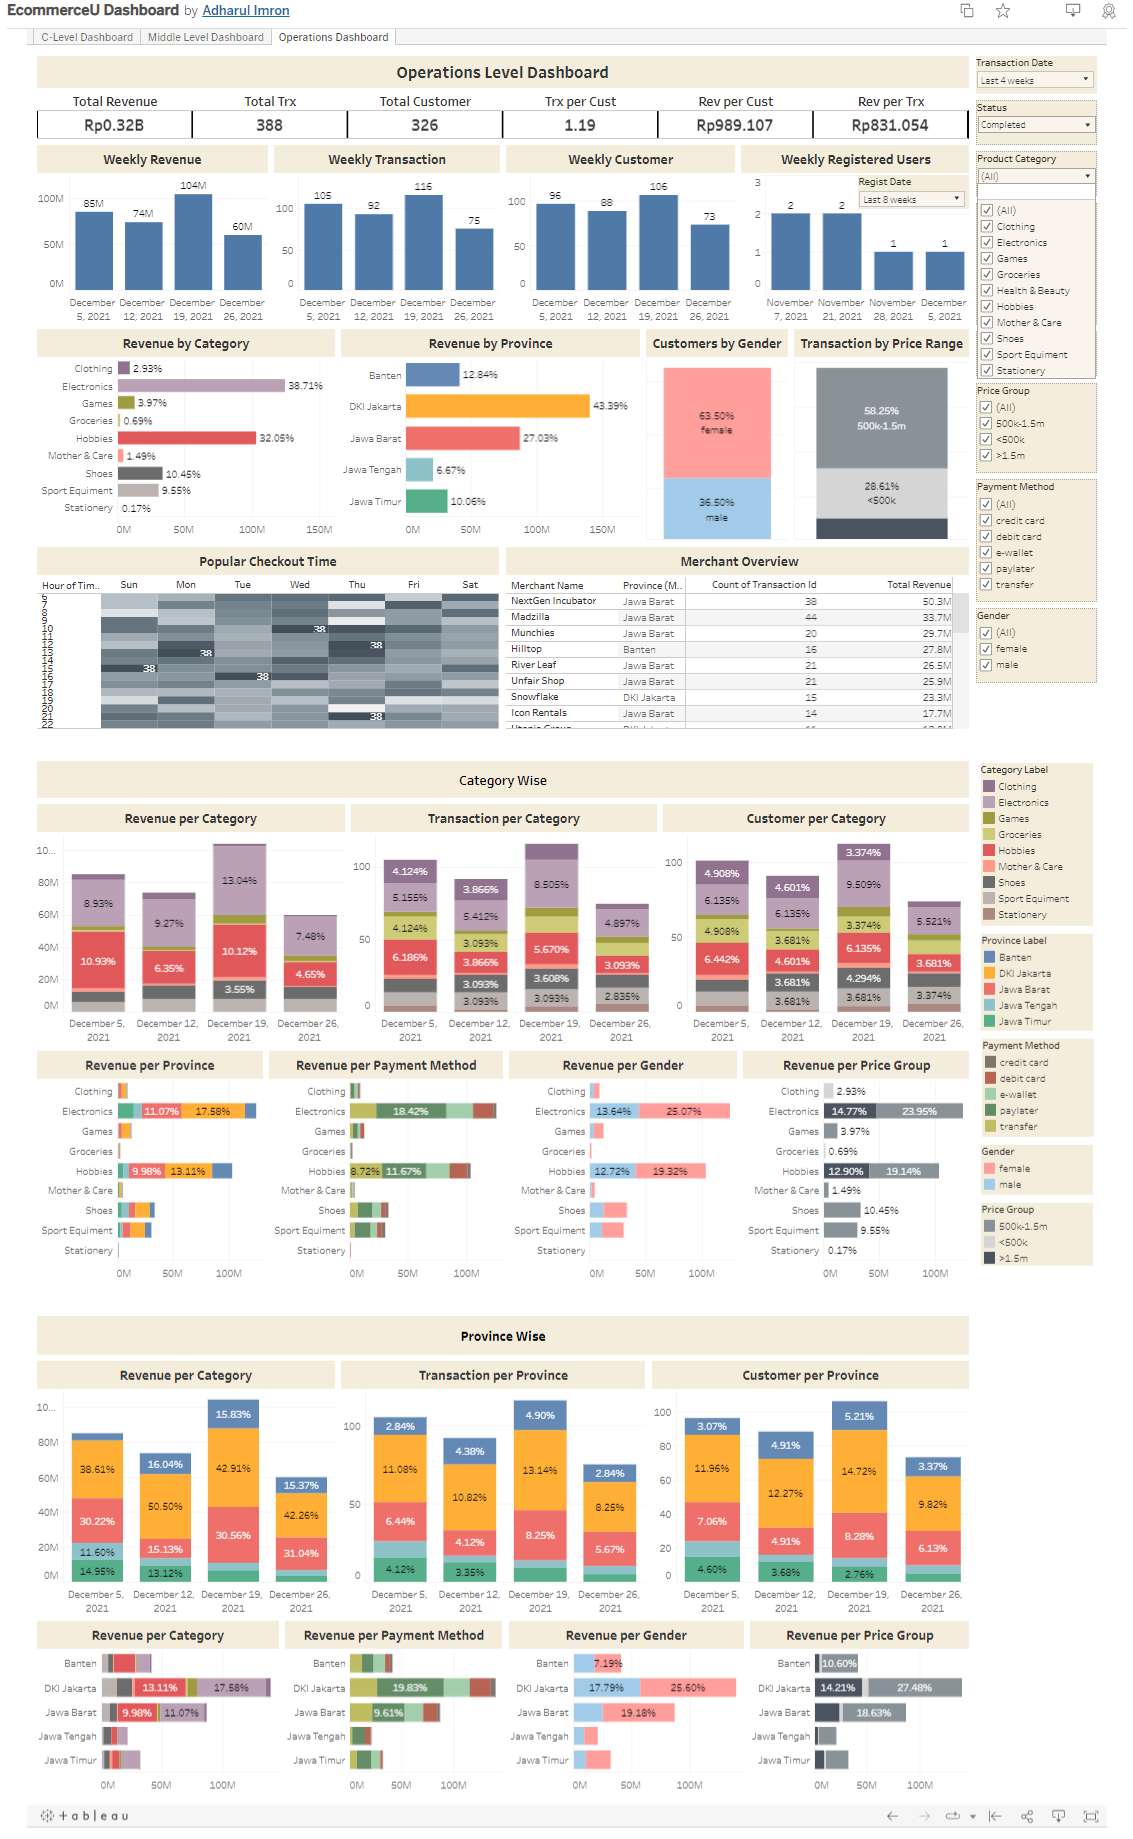 EcommerceU Dashboard by Adharul Imron
C-Level Dashboard Middle Level Dashboard Operations Dashboard
Operations Level Dashboard
Total Revenue Total Trx Total Customer Trx per Cust Rev per Cust Rev per Trx
Rp0.32B 388 326 1.19 Rp989.107 Rp831.054
Transaction Date
Last 4 weeks
Status
Completed
Product Category
(All)
(All)
Clothing
Electronics
Games
Groceries
Health & Beauty
Hobbies
Mother & Care
Shoes
Sport Equiment
Stationery
Price Group
(All)
500k-1.5m
<500k
>1.5m
Payment Method
(All)
credit card
debit card
e-wallet
paylater
transfer
Gender
(All)
female
male
Weekly Revenue
100M
50M
0M
85M 74M 104M 60M
December 5, 2021 December 12, 2021 December 19, 2021 December 26, 2021
Weekly Transaction
100
50
0
105 92 116 75
December 5, 2021 December 12, 2021 December 19, 2021 December 26, 2021
Weekly Customer
100
50
0
96 88 106 73
December 5, 2021 December 12, 2021 December 19, 2021 December 26, 2021
Weekly Registered Users
Regist Date
Last 8 weeks
3
2
1
0
2 2 1 1
November 7, 2021 November 21, 2021 November 28, 2021 December 5, 2021
Revenue by Category
Clothing 2.93%
Electronics 38.71%
Games 3.97%
Groceries 0.69%
Hobbies 32.05%
Mother & Care 1.49%
Shoes 10.45%
Sport Equiment 9.55%
Stationery 0.17%
0M 50M 100M 150M
Revenue by Province
Banten 12.84%
DKI Jakarta 43.39%
Jawa Barat 27.03%
Jawa Tengah 6.67%
Jawa Timur 10.06%
0M 50M 100M 150M
Customers by Gender
63.50%
female
36.50%
male
Transaction by Price Range
58.25%
500k-1.5m
28.61%
<500k
Popular Checkout Time
Hour of Tim.. Sun Mon Tue Wed Thu Fri Sat
6
7
8
9
10 38
11
12 38
13 38
14
15 38
16 38
17
18
19
20
21 38
22
Merchant Overview
Merchant Name Province (M.. Count of Transaction Id Total Revenue
NextGen Incubator Jawa Barat 38 50.3M
Madzilla Jawa Barat 44 33.7M
Munchies Jawa Barat 20 29.7M
Hilltop Banten 16 27.8M
River Leaf Jawa Barat 21 26.5M
Unfair Shop Jawa Barat 21 25.9M
Snowflake DKI Jakarta 15 23.3M
Icon Rentals Jawa Barat 14 17.7M
Category Wise
Revenue per Category
10...
80M
60M
40M
20M
0M
8.93% 9.27% 13.04% 7.48%
10.93% 6.35% 10.12% 4.65%
3.55%
December 5, 2021 December 12, 2021 December 19, 2021 December 26, 2021
Transaction per Category
100
50
0
4.124% 5.155% 4.124% 6.186%
3.866% 5.412% 3.093% 3.866% 3.093% 3.093%
8.505% 5.670% 3.608% 3.093%
4.897% 3.093% 2.835%
December 5, 2021 December 12, 2021 December 19, 2021 December 26, 2021
Customer per Category
100
50
0
4.908% 6.135% 4.908% 6.442%
4.601% 6.135% 3.681% 4.601% 3.681% 3.681%
3.374% 9.509% 3.374% 6.135% 4.294% 3.681%
5.521% 3.681% 3.374%
December 5, 2021 December 12, 2021 December 19, 2021 December 26, 2021
Category Label
Clothing
Electronics
Games
Groceries
Hobbies
Mother & Care
Shoes
Sport Equiment
Stationery
Province Label
Banten
DKI Jakarta
Jawa Barat
Jawa Tengah
Jawa Timur
Payment Method
credit card
debit card
e-wallet
paylater
transfer
Gender
female
male
Price Group
500k-1.5m
<500k
>1.5m
Revenue per Province
Clothing
Electronics 11.07% 17.58%
Games
Groceries
Hobbies 9.98% 13.11%
Mother & Care
Shoes
Sport Equiment
Stationery
0M 50M 100M
Revenue per Payment Method
Clothing
Electronics 18.42%
Games
Groceries
Hobbies 8.72% 11.67%
Mother & Care
Shoes
Sport Equiment
Stationery
0M 50M 100M
Revenue per Gender
Clothing
Electronics 13.64% 25.07%
Games
Groceries
Hobbies 12.72% 19.32%
Mother & Care
Shoes
Sport Equiment
Stationery
0M 50M 100M
Revenue per Price Group
Clothing 2.93%
Electronics 14.77% 23.95%
Games 3.97%
Groceries 0.69%
Hobbies 12.90% 19.14%
Mother & Care 1.49%
Shoes 10.45%
Sport Equiment 9.55%
Stationery 0.17%
0M 50M 100M
Province Wise
Revenue per Category
10...
80M
60M
40M
20M
0M
38.61% 30.22% 11.60% 14.95%
16.04% 50.50% 15.13% 13.12%
15.83% 42.91% 30.56%
15.37% 42.26% 31.04%
December 5, 2021 December 12, 2021 December 19, 2021 December 26, 2021
Transaction per Province
100
50
0
2.84% 11.08% 6.44% 4.12%
4.38% 10.82% 4.12% 3.35%
4.90% 13.14% 8.25%
2.84% 8.25% 5.67%
December 5, 2021 December 12, 2021 December 19, 2021 December 26, 2021
Customer per Province
100
80
60
40
20
0
3.07% 11.96% 7.06% 4.60%
4.91% 12.27% 4.91% 3.68%
5.21% 14.72% 8.28% 2.76%
3.37% 9.82% 6.13%
December 5, 2021 December 12, 2021 December 19, 2021 December 26, 2021
Revenue per Category
Banten
DKI Jakarta 13.11% 17.58%
Jawa Barat 9.98% 11.07%
Jawa Tengah
Jawa Timur
0M 50M 100M
Revenue per Payment Method
Banten
DKI Jakarta 19.83%
Jawa Barat 9.61%
Jawa Tengah
Jawa Timur
0M 50M 100M
Revenue per Gender
Banten 7.19%
DKI Jakarta 17.79% 25.60%
Jawa Barat 19.18%
Jawa Tengah
Jawa Timur
0M 50M 100M
Revenue per Price Group
Banten 10.60%
DKI Jakarta 14.21% 27.48%
Jawa Barat 18.63%
Jawa Tengah
Jawa Timur
0M 50M 100M
+ableau